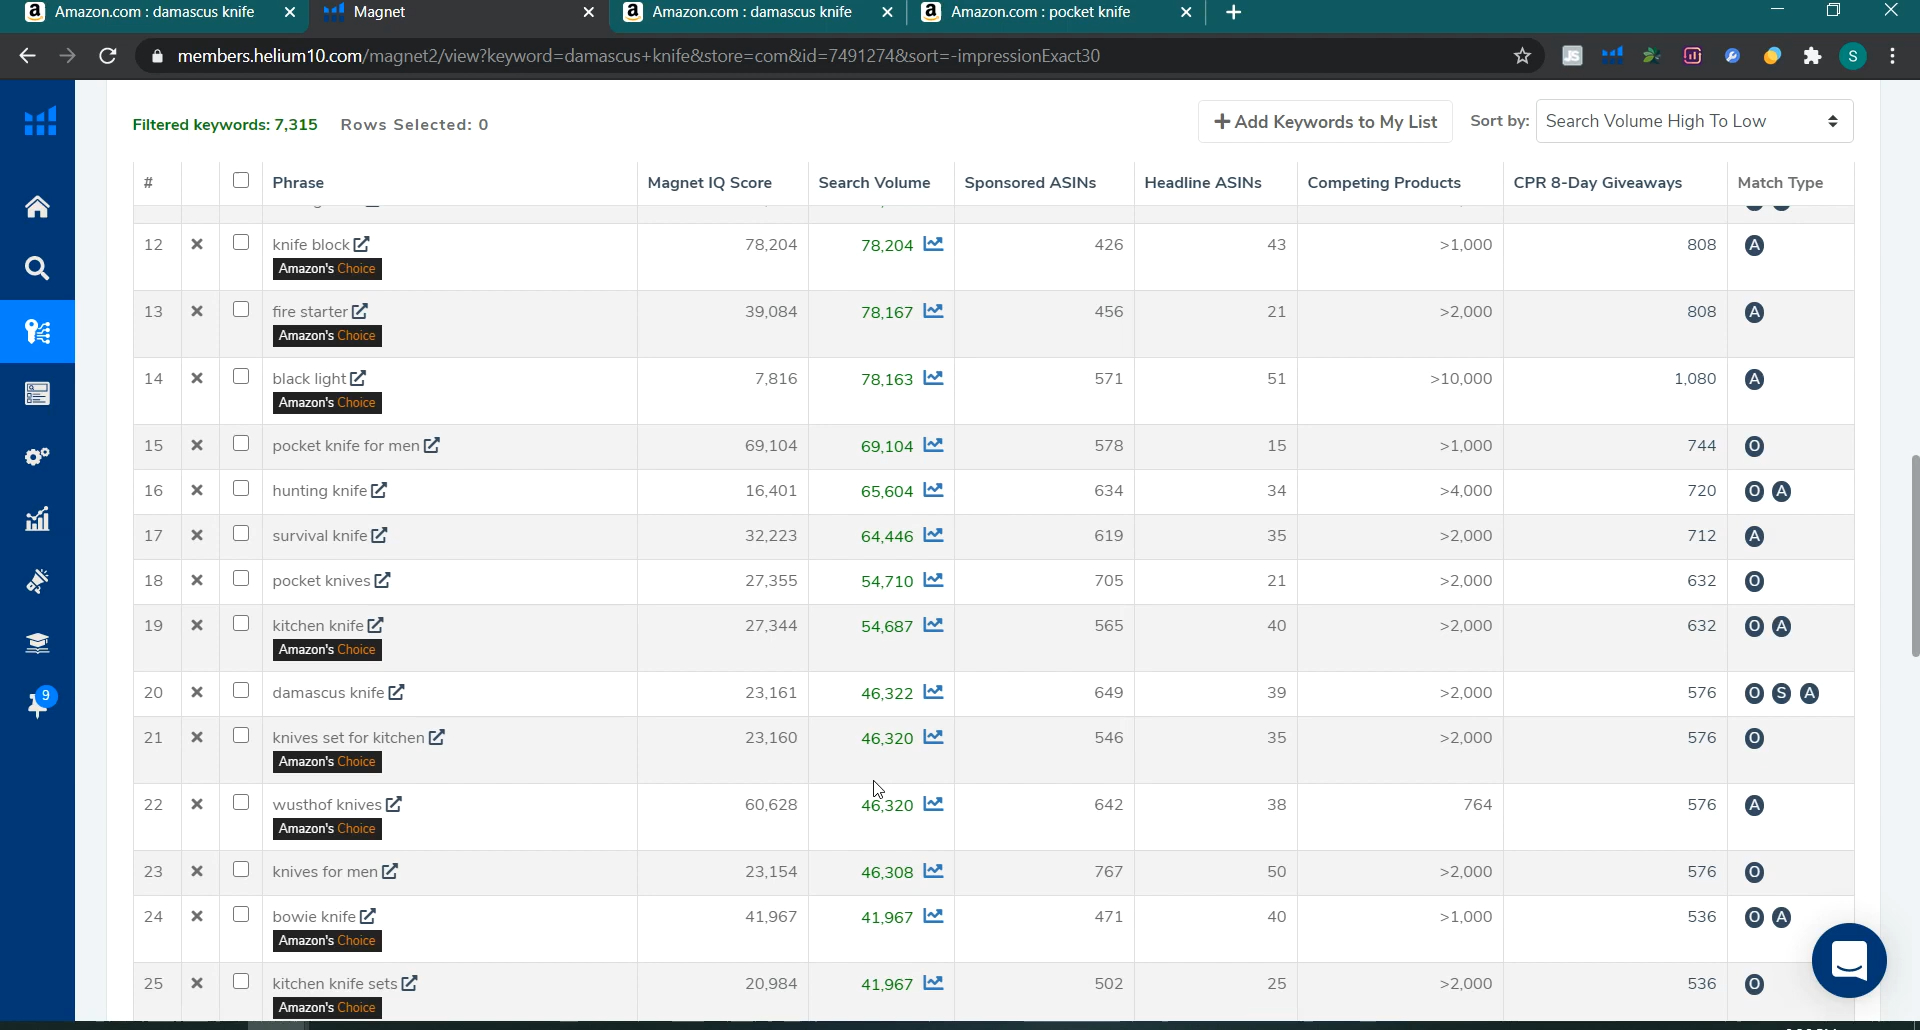 Amazon.com : damascus knife
Magnet
Amazon.com : damascus knife
Amazon.com : pocket knife
members.helium10.com/magnet2/view?keyword=damascus+knife&store=com&id=7491274&sort=-impressionExact30
JS
S
Filtered keywords: 7,315 Rows Selected: 0
Add Keywords to My List
Sort by: Search Volume High To Low
# Phrase Magnet IQ Score Search Volume Sponsored ASINs Headline ASINs Competing Products CPR 8-Day Giveaways Match Type
12 knife block 78,204 78,204 426 43 >1,000 808 A
Amazon's Choice
13 fire starter 39,084 78,167 456 21 >2,000 808 A
Amazon's Choice
14 black light 7,816 78,163 571 51 >10,000 1,080 A
Amazon's Choice
15 pocket knife for men 69,104 69,104 578 15 >1,000 744 O
16 hunting knife 16,401 65,604 634 34 >4,000 720 O A
17 survival knife 32,223 64,446 619 35 >2,000 712 A
18 pocket knives 27,355 54,710 705 21 >2,000 632 O
19 kitchen knife 27,344 54,687 565 40 >2,000 632 O A
Amazon's Choice
20 damascus knife 23,161 46,322 649 39 >2,000 576 O S A
21 knives set for kitchen 23,160 46,320 546 35 >2,000 576 O
Amazon's Choice
22 wusthof knives 60,628 46,320 642 38 764 576 A
Amazon's Choice
23 knives for men 23,154 46,308 767 50 >2,000 576 O
24 bowie knife 41,967 41,967 471 40 >1,000 536 O A
Amazon's Choice
25 kitchen knife sets 20,984 41,967 502 25 >2,000 536 O
Amazon's Choice
9